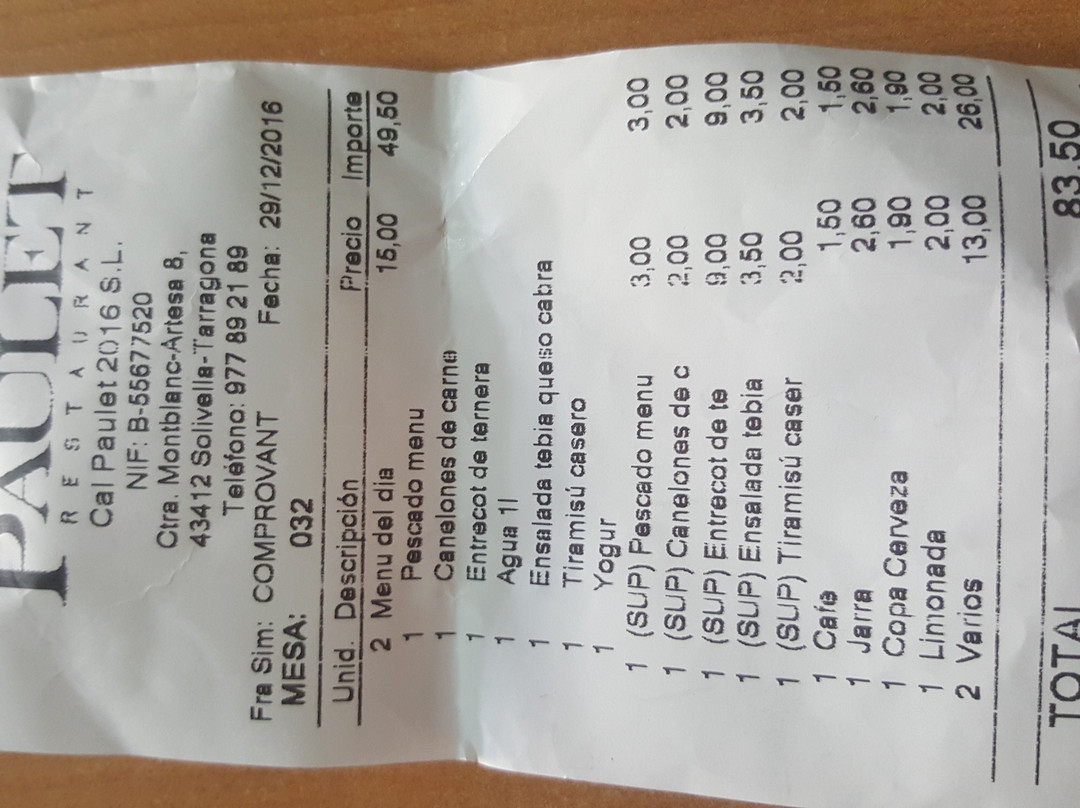 PAULET
RESTAURANT
Cal Paulet 2016 S.L.
NIF: B-55677520
Ctra. Montblanc-Artesa 8,
43412 Solivella-Tarragona
Teléfono: 977 89 21 89
Fra Sim: COMPROVANT Fecha: 29/12/2016
MESA: 032
Unid. Descripción Precio Importe
2 Menu del dia 15,00 49,50
1 Pescado menu
1 Canelones de carne
1 Entrecot de ternera
1 Agua 1l
1 Ensalada tebia queso cabra
1 Tiramisú casero
1 Yogur
1 (SUP) Pescado menu 3,00 3,00
1 (SUP) Canelones de c 2,00 2,00
1 (SUP) Entrecot de te 9,00 9,00
1 (SUP) Ensalada tebia 3,50 3,50
1 (SUP) Tiramisú caser 2,00 2,00
1 Cafe 1,50 1,50
1 Jarra 2,60 2,60
1 Copa Cerveza 1,90 1,90
1 Limonada 2,00 2,00
2 Varios 13,00 26,00
TOTAL 83,50